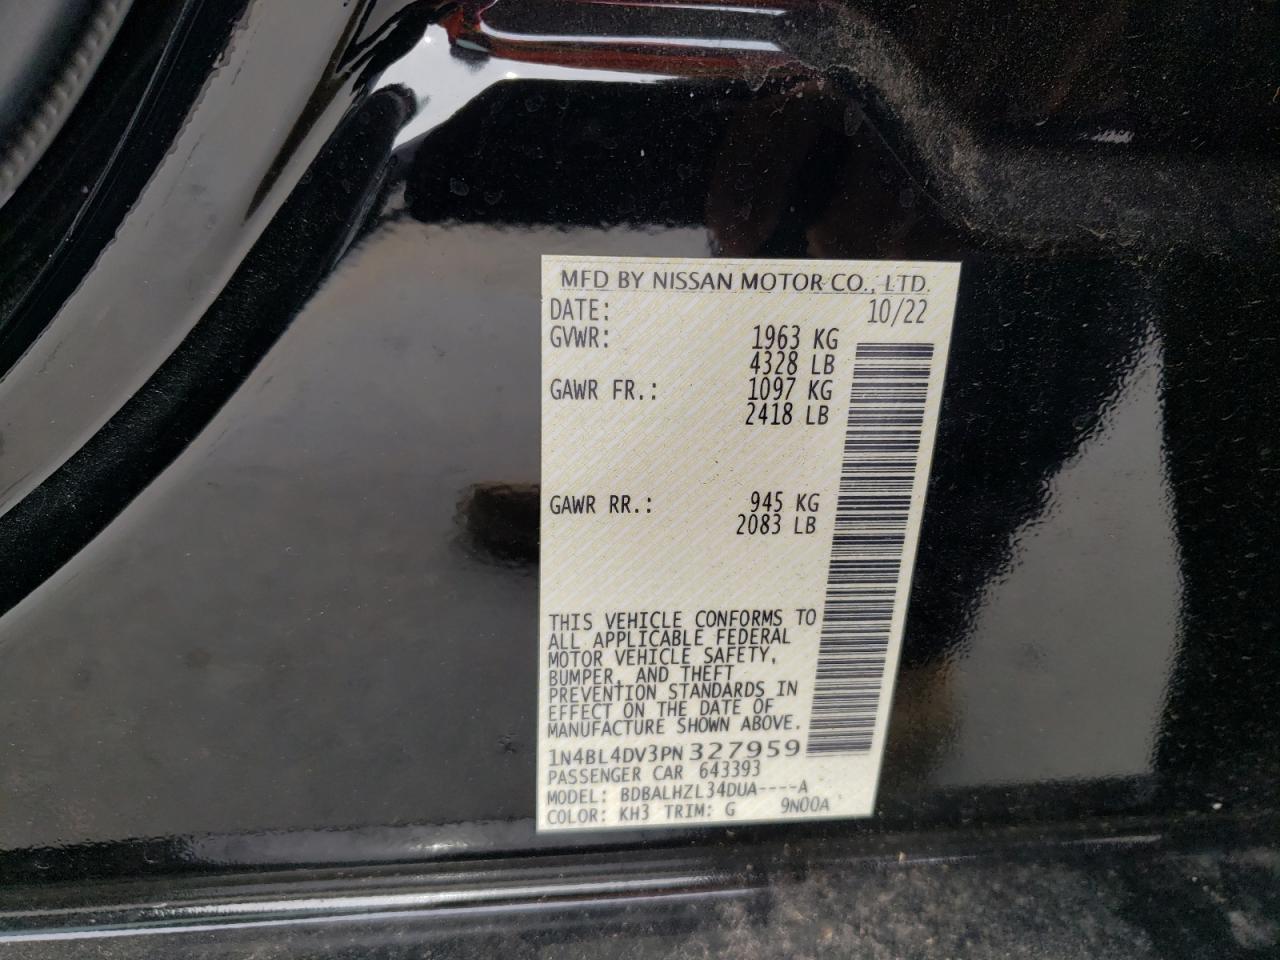 MFD BY NISSAN MOTOR CO., LTD.
DATE: 10/22
GVWR: 1963 KG
4328 LB
GAWR FR.: 1097 KG
2418 LB
GAWR RR.: 945 KG
2083 LB
THIS VEHICLE CONFORMS TO
ALL APPLICABLE FEDERAL
MOTOR VEHICLE SAFETY,
BUMPER, AND THEFT
PREVENTION STANDARDS IN
EFFECT ON THE DATE OF
MANUFACTURE SHOWN ABOVE.
1N4BL4DV3PN327959
PASSENGER CAR 643393
MODEL: BDBALHZL34DUA----A
COLOR: KH3 TRIM: G 9N00A